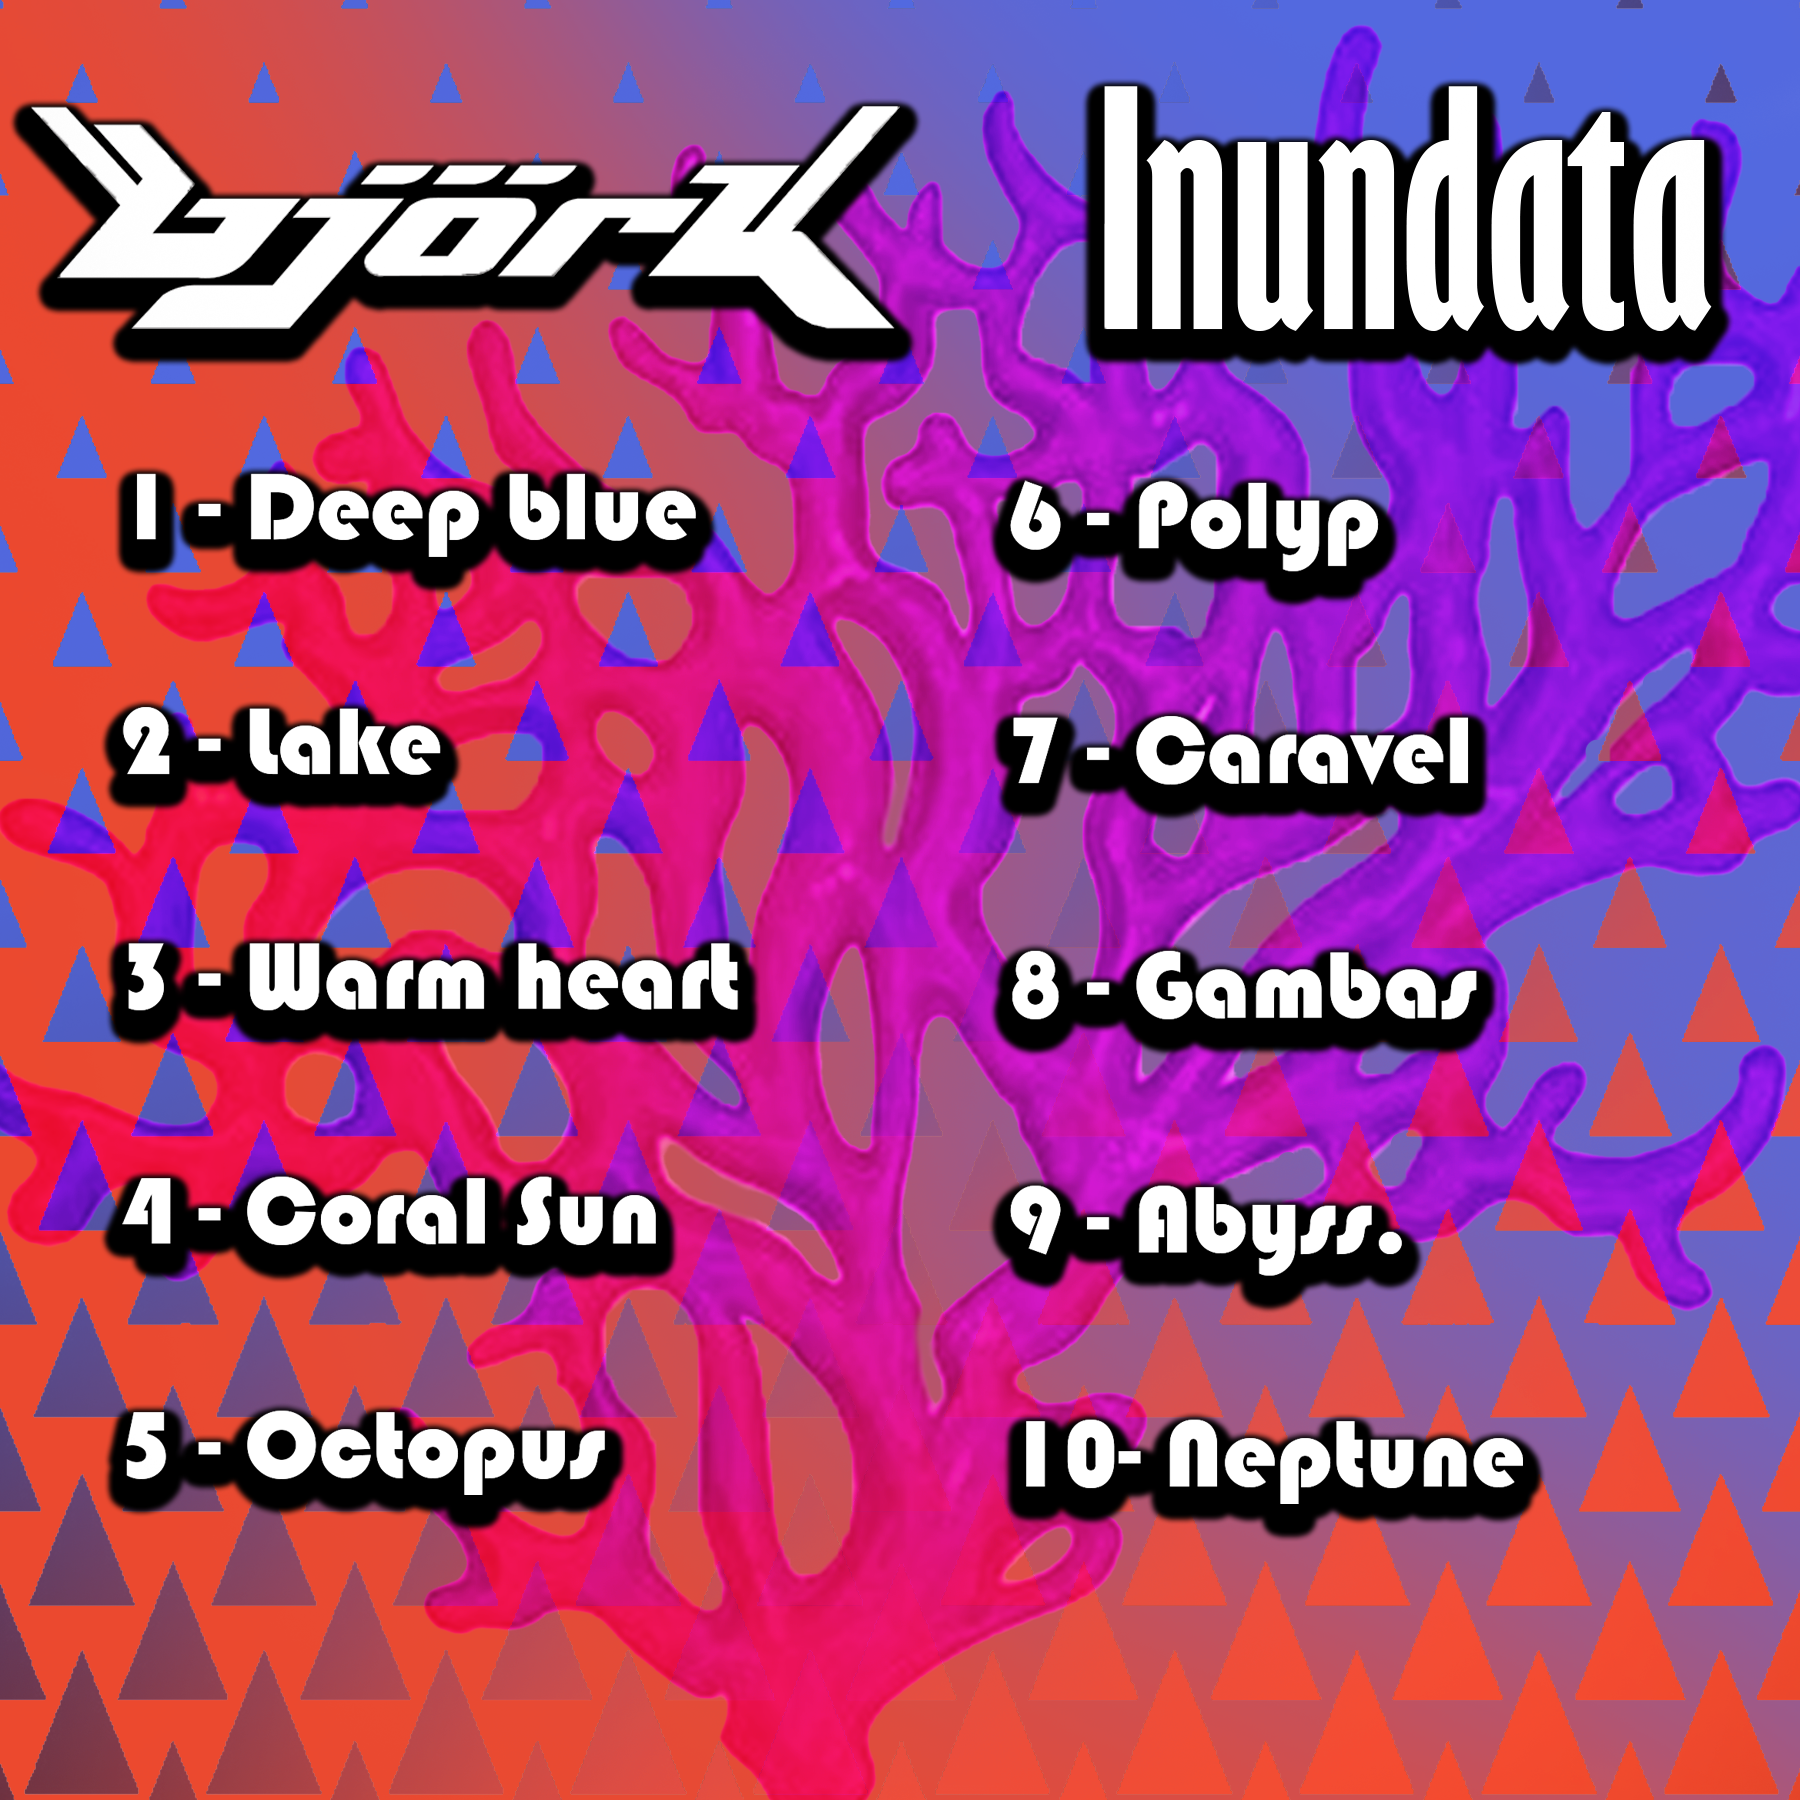 björk
Inundata
1 - Deep blue
2 - Lake
3 - Warm heart
4 - Coral Sun
5 - Octopus
6 - Polyp
7 - Caravel
8 - Gambas
9 - Abyss.
10- Neptune